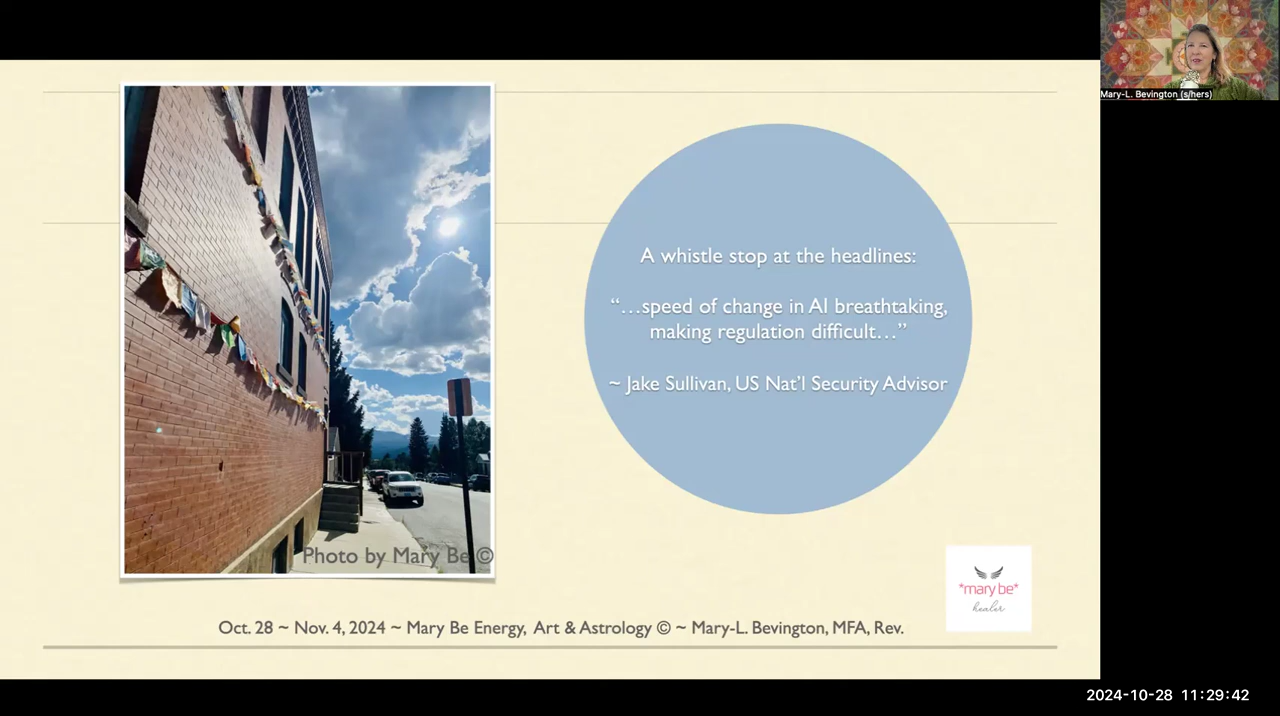 Mary-L. Bevington (s/hers)
A whistle stop at the headlines:
“…speed of change in AI breathtaking,
making regulation difficult…”
~ Jake Sullivan, US Nat’l Security Advisor
Photo by Mary Be ©
*mary be*
healer
Oct. 28 ~ Nov. 4, 2024 ~ Mary Be Energy, Art & Astrology © ~ Mary-L. Bevington, MFA, Rev.
2024-10-28 11:29:42